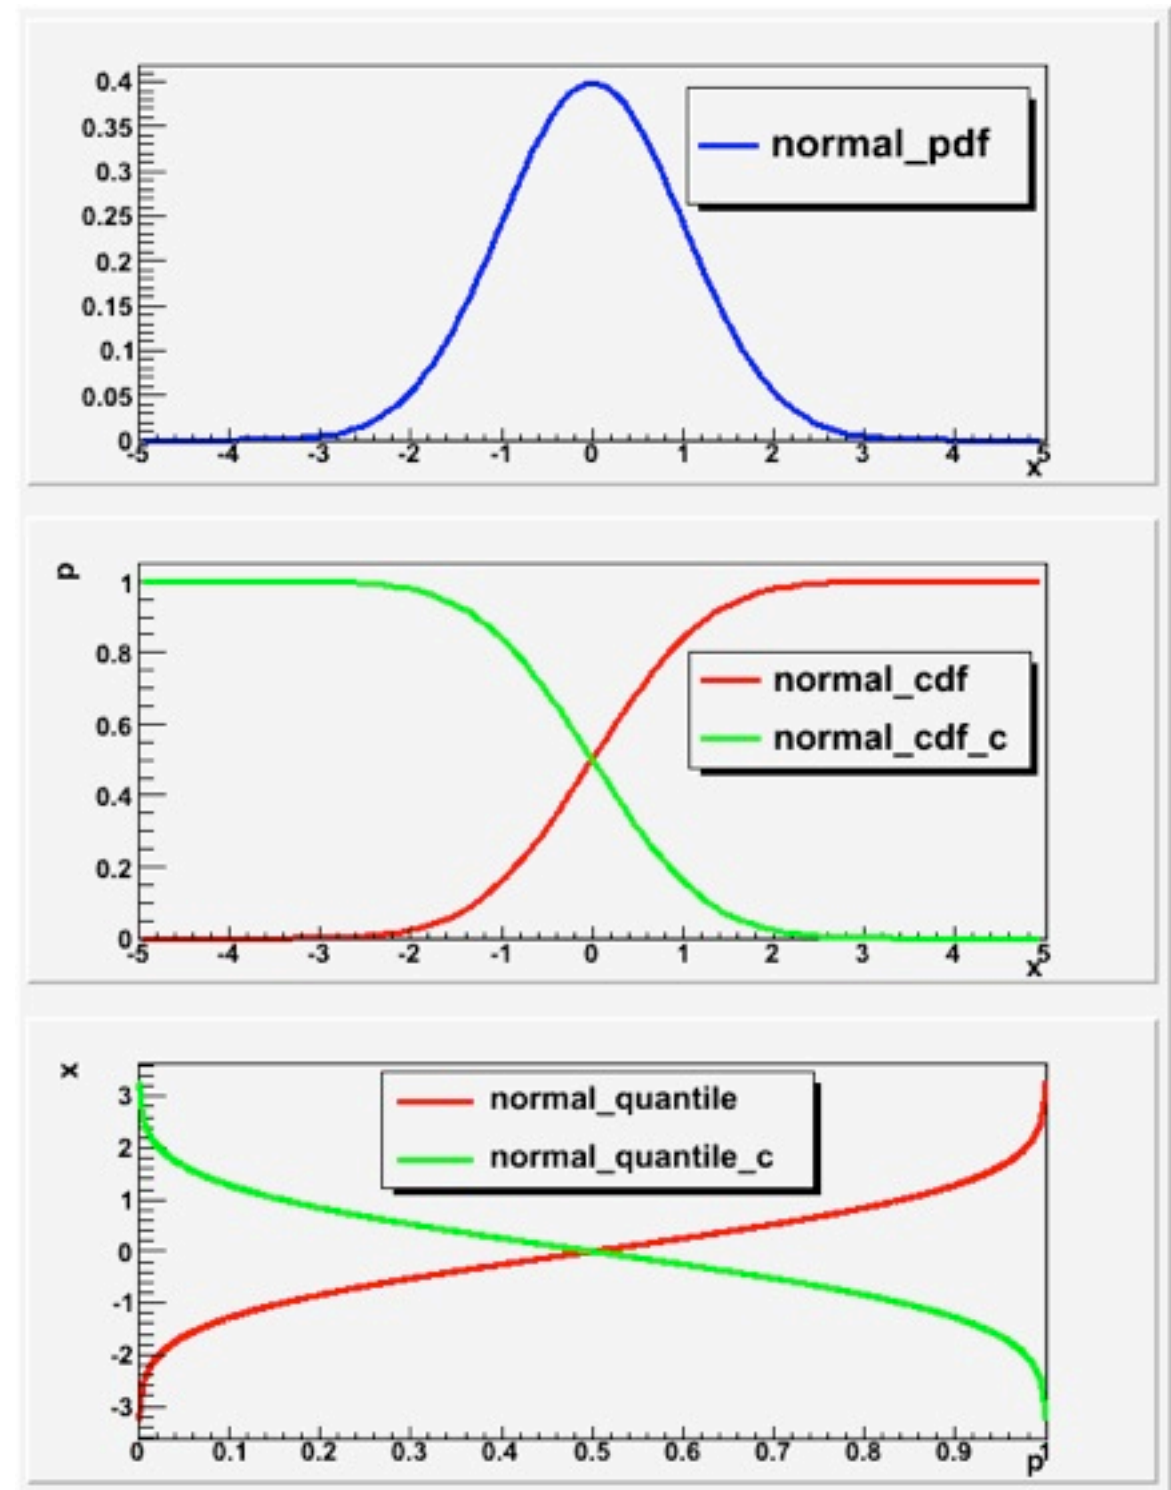 0.4
0.35
0.3
0.25
0.2
0.15
0.1
0.05
0
normal_pdf
-5 -4 -3 -2 -1 0 1 2 3 4 5
x
p
1
0.8
0.6
0.4
0.2
0
normal_cdf
normal_cdf_c
-5 -4 -3 -2 -1 0 1 2 3 4 5
x
x
3
2
1
0
-1
-2
-3
normal_quantile
normal_quantile_c
0 0.1 0.2 0.3 0.4 0.5 0.6 0.7 0.8 0.9 1
p